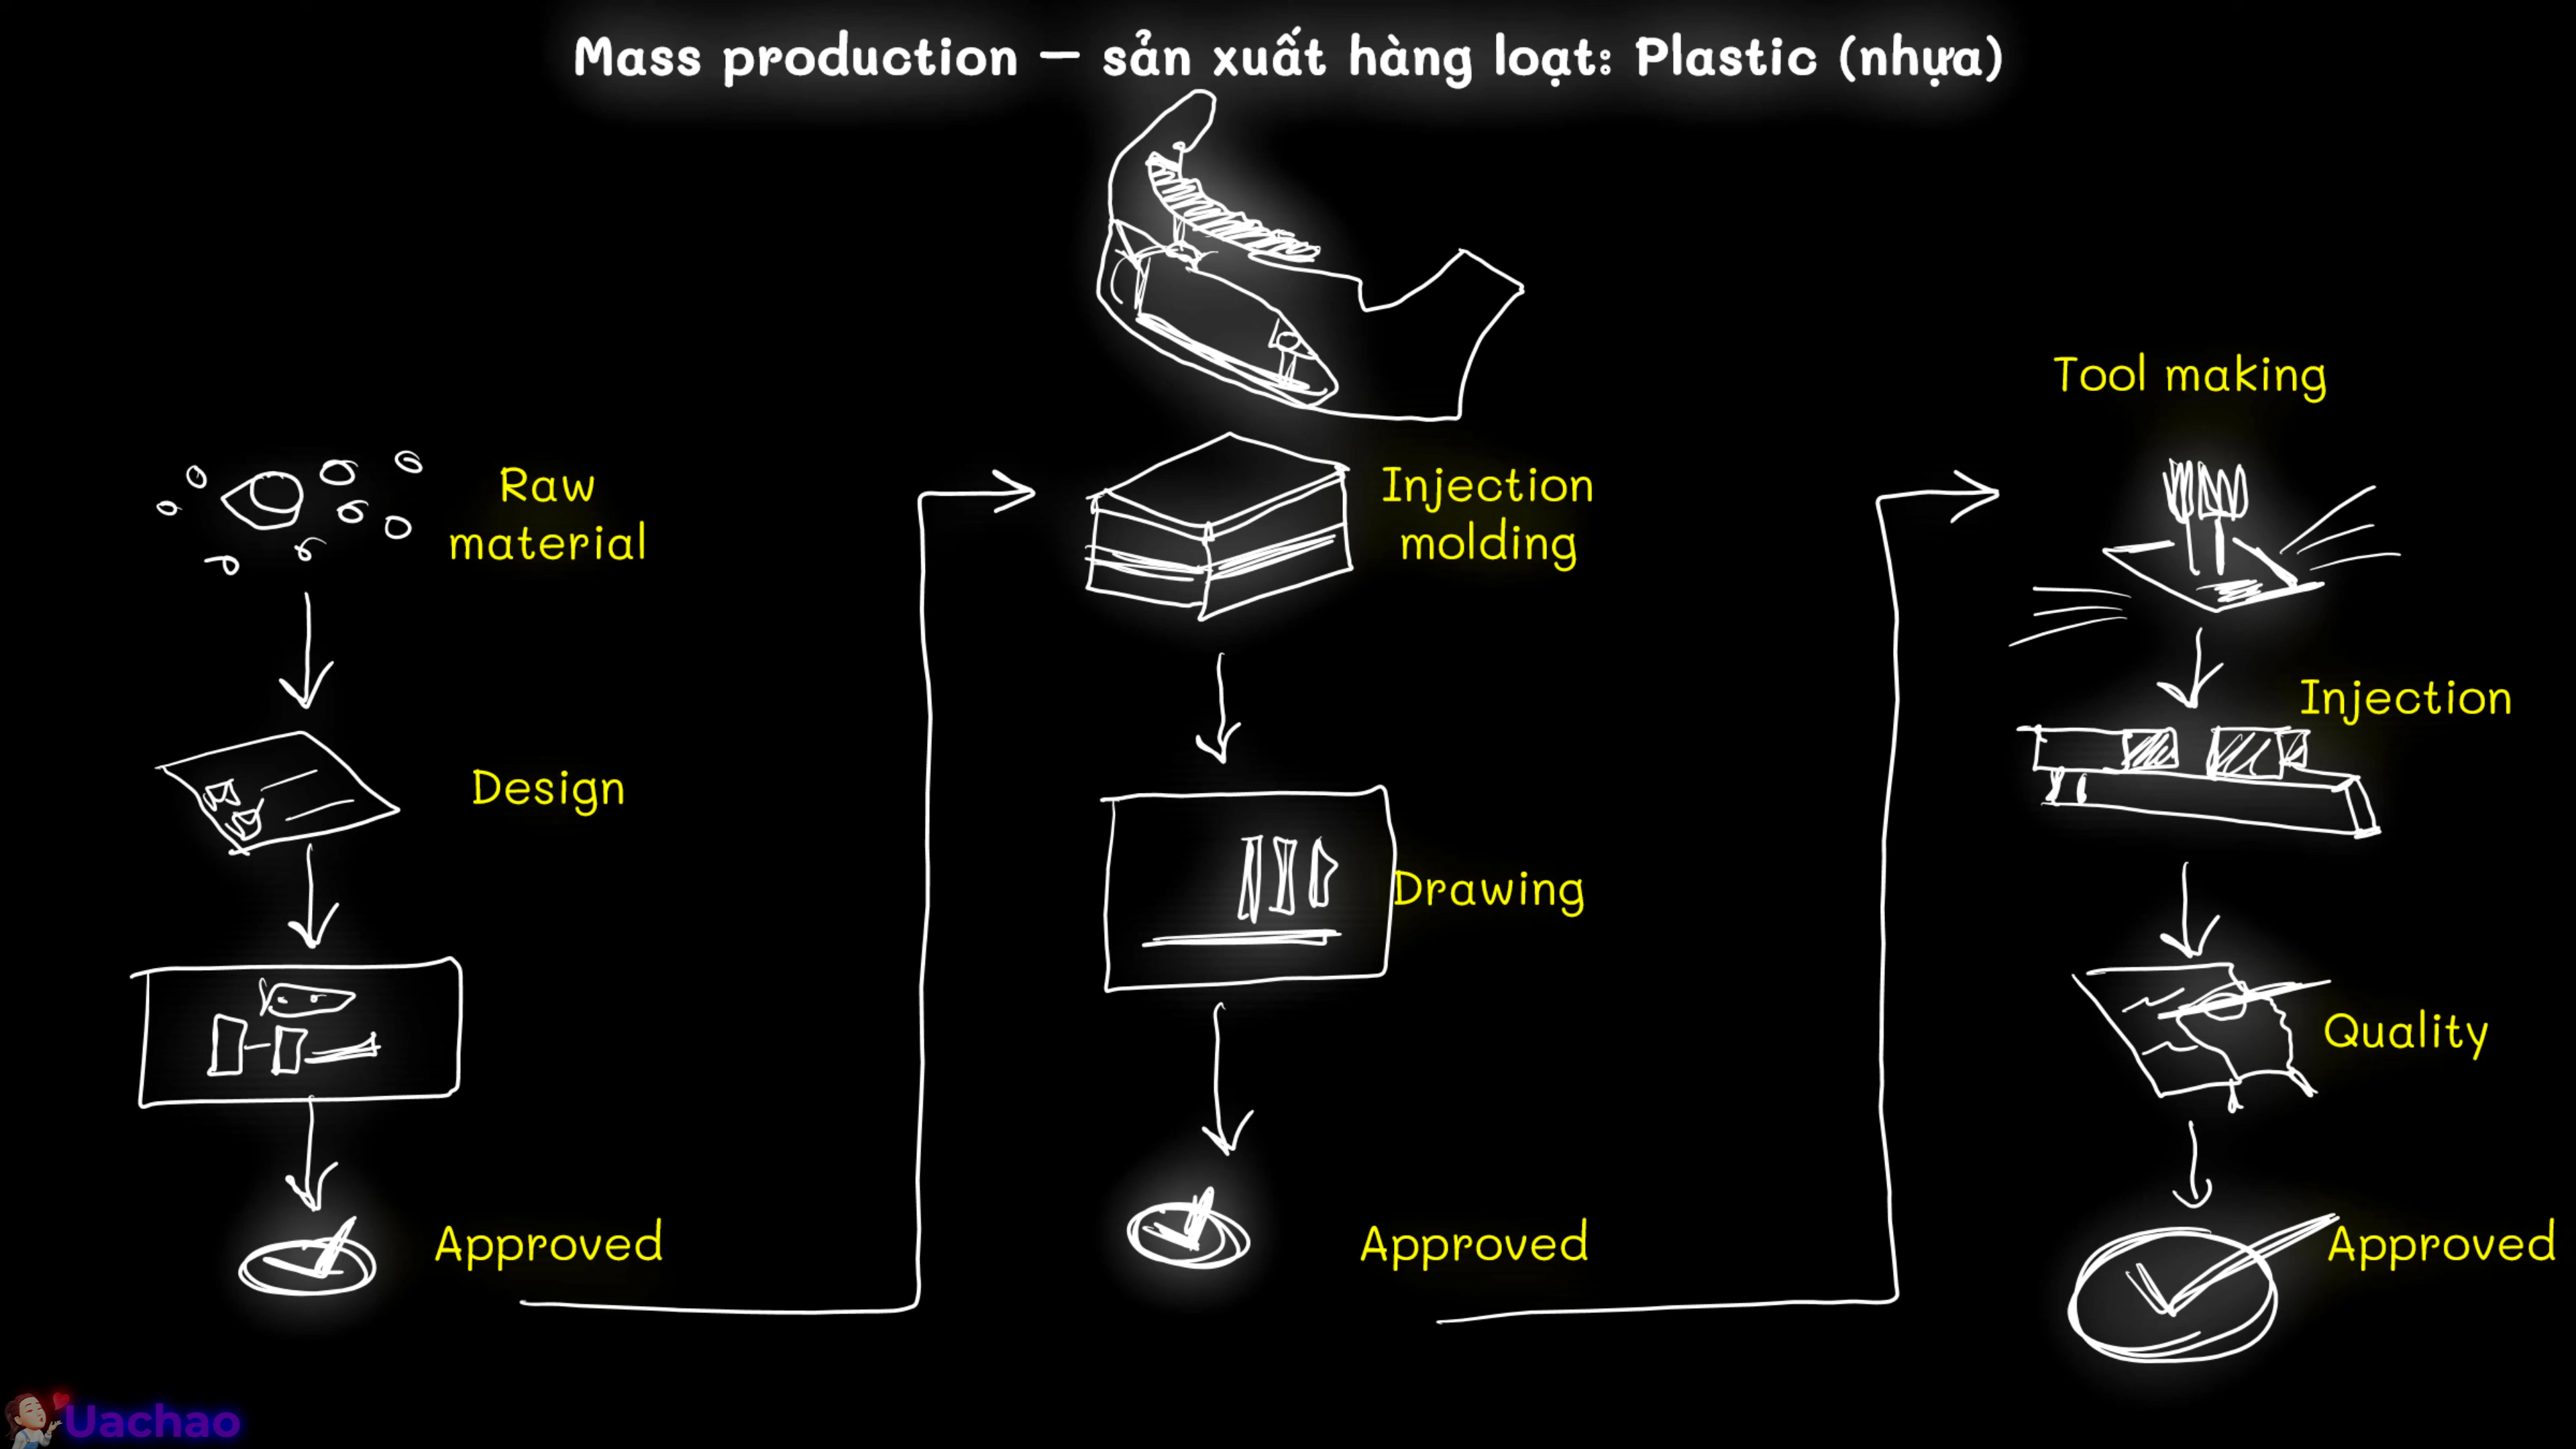 Mass production — sản xuất hàng loạt: Plastic (nhựa)
Raw
material
Design
Approved
Injection
molding
Drawing
Approved
Tool making
Injection
Quality
Approved
Uachao